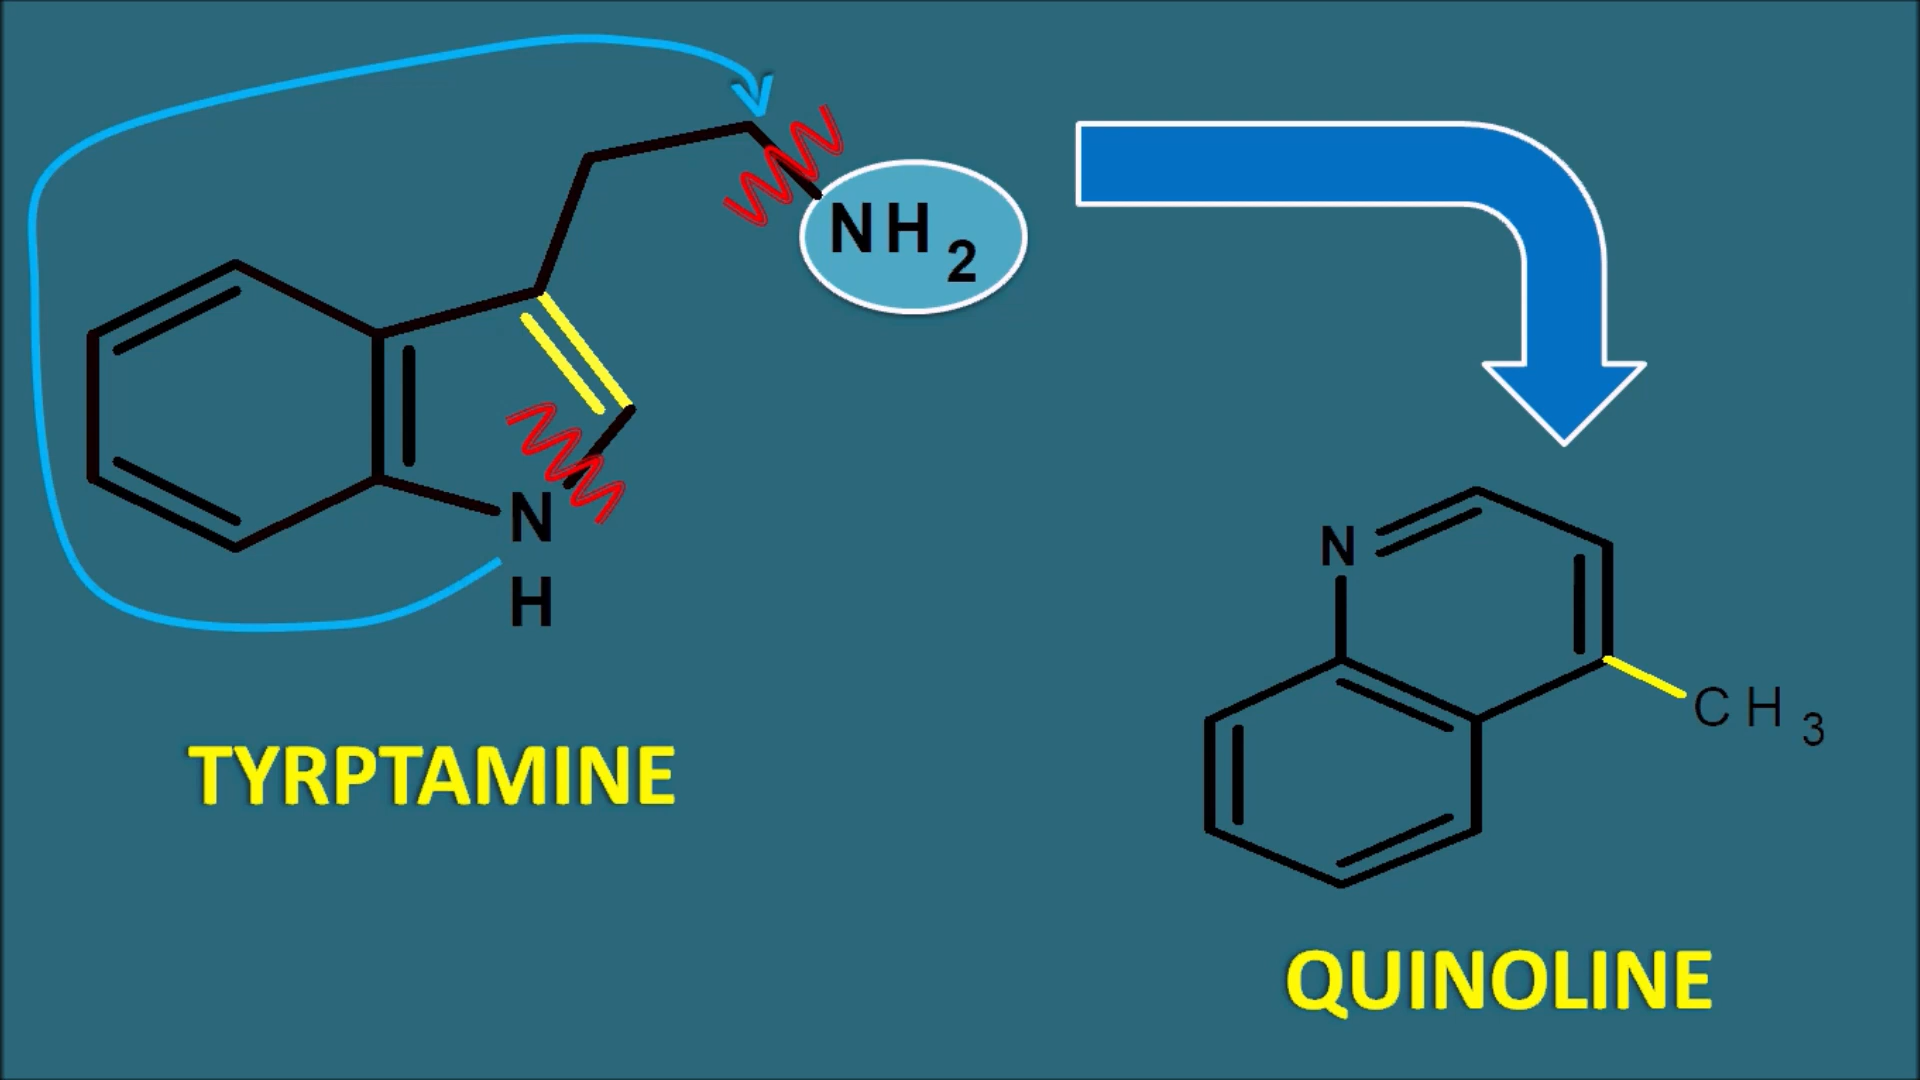 NH2
N
H
TYRPTAMINE
N
CH3
QUINOLINE